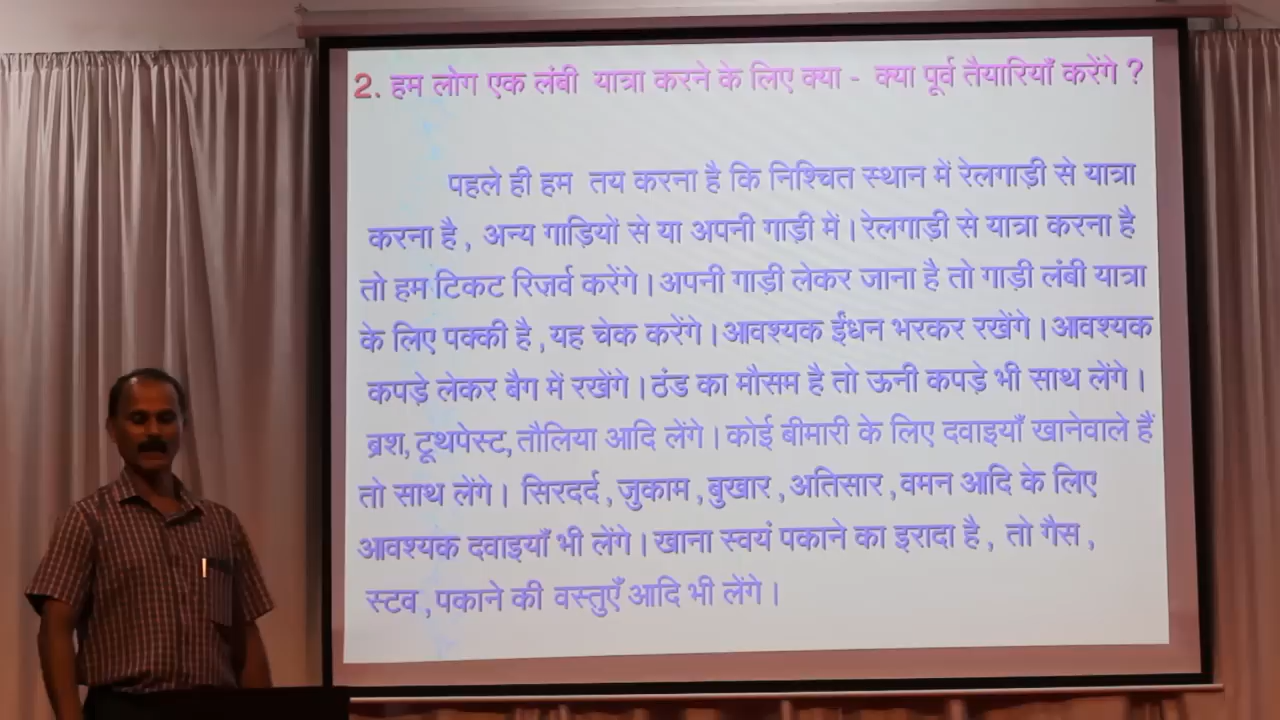 2. हम लोग एक लंबी यात्रा करने के लिए क्या - क्या पूर्व तैयारियाँ करेंगे ?
पहले ही हम तय करना है कि निश्चित स्थान में रेलगाड़ी से यात्रा
करना है , अन्य गाड़ियों से या अपनी गाड़ी में । रेलगाड़ी से यात्रा करना है
तो हम टिकट रिज़र्व करेंगे । अपनी गाड़ी लेकर जाना है तो गाड़ी लंबी यात्रा
के लिए पक्की है , यह चेक करेंगे । आवश्यक ईंधन भरकर रखेंगे । आवश्यक
कपड़े लेकर बैग में रखेंगे । ठंड का मौसम है तो ऊनी कपड़े भी साथ लेंगे ।
ब्रश, टूथपेस्ट, तौलिया आदि लेंगे । कोई बीमारी के लिए दवाइयाँ खानेवाले हैं
तो साथ लेंगे । सिरदर्द , जुकाम , बुखार , अतिसार , वमन आदि के लिए
आवश्यक दवाइयाँ भी लेंगे । खाना स्वयं पकाने का इरादा है , तो गैस ,
स्टव , पकाने की वस्तुएँ आदि भी लेंगे ।